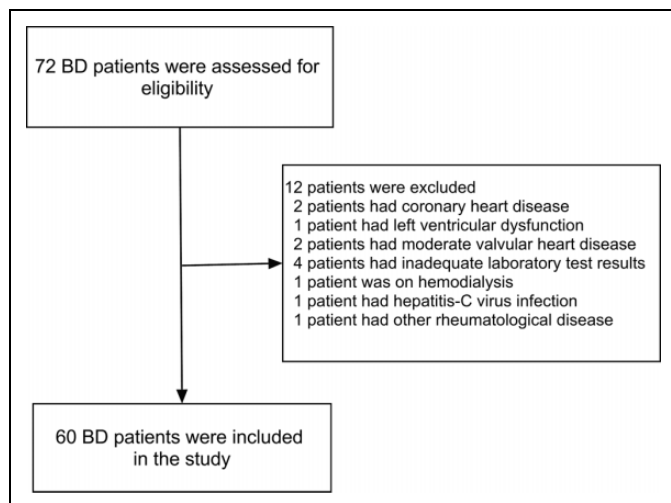 72 BD patients were assessed for
eligibility
12 patients were excluded
2 patients had coronary heart disease
1 patient had left ventricular dysfunction
2 patients had moderate valvular heart disease
4 patients had inadequate laboratory test results
1 patient was on hemodialysis
1 patient had hepatitis-C virus infection
1 patient had other rheumatological disease
60 BD patients were included
in the study